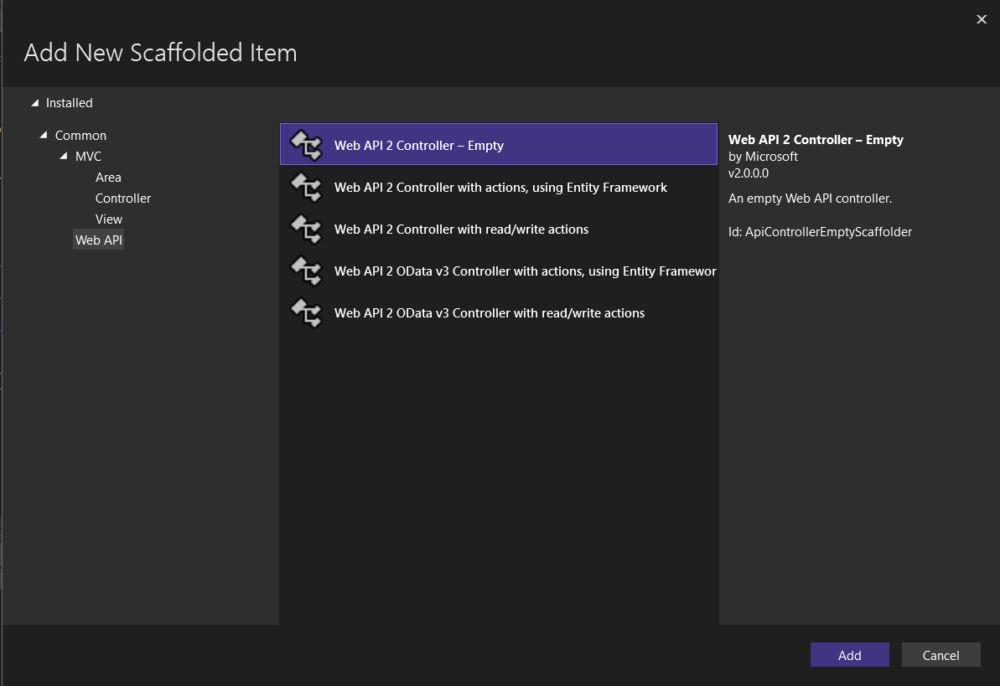 Add New Scaffolded Item
Installed
Common
MVC
Area
Controller
View
Web API
Web API 2 Controller – Empty
Web API 2 Controller with actions, using Entity Framework
Web API 2 Controller with read/write actions
Web API 2 OData v3 Controller with actions, using Entity Framewor
Web API 2 OData v3 Controller with read/write actions
Web API 2 Controller – Empty
by Microsoft
v2.0.0.0
An empty Web API controller.
Id: ApiControllerEmptyScaffolder
Add
Cancel